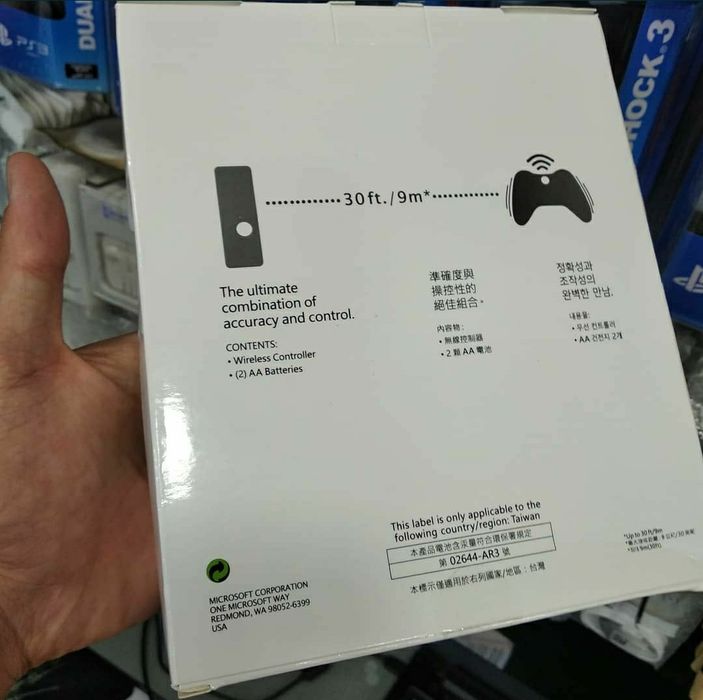 PS3
DUAL
HOCK.3
30ft./9m*
The ultimate
combination of
accuracy and control.
CONTENTS:
• Wireless Controller
• (2) AA Batteries
準確度與
操控性的
絕佳組合。
內容物:
• 無線控制器
• 2 顆 AA 電池
정확성과
조작성의
완벽한 만남.
내용물:
• 무선 컨트롤러
• AA 건전지 2개
This label is only applicable to the
following country/region: Taiwan
本產品電池含汞量符合環保署規定
第 02644-AR3 號
本標示僅適用於右列國家/地區：台灣
MICROSOFT CORPORATION
ONE MICROSOFT WAY
REDMOND, WA 98052-6399
USA
*Up to 30 ft/9m